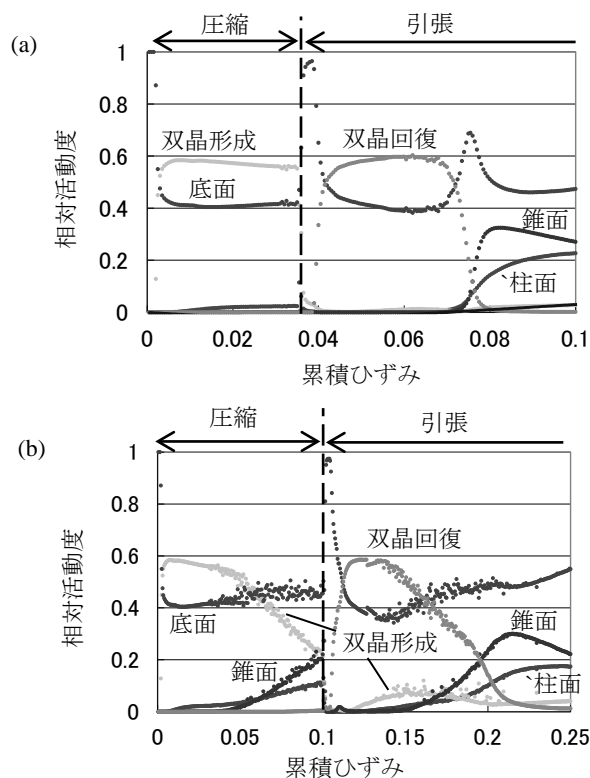 (a)
圧縮
引張
1
0.8
0.6
0.4
0.2
0
双晶形成
双晶回復
底面
錐面
`柱面
相対活動度
0
0.02
0.04
0.06
0.08
0.1
累積ひずみ
(b)
圧縮
引張
1
0.8
0.6
0.4
0.2
0
双晶回復
底面
双晶形成
錐面
錐面
`柱面
相対活動度
0
0.05
0.1
0.15
0.2
0.25
累積ひずみ